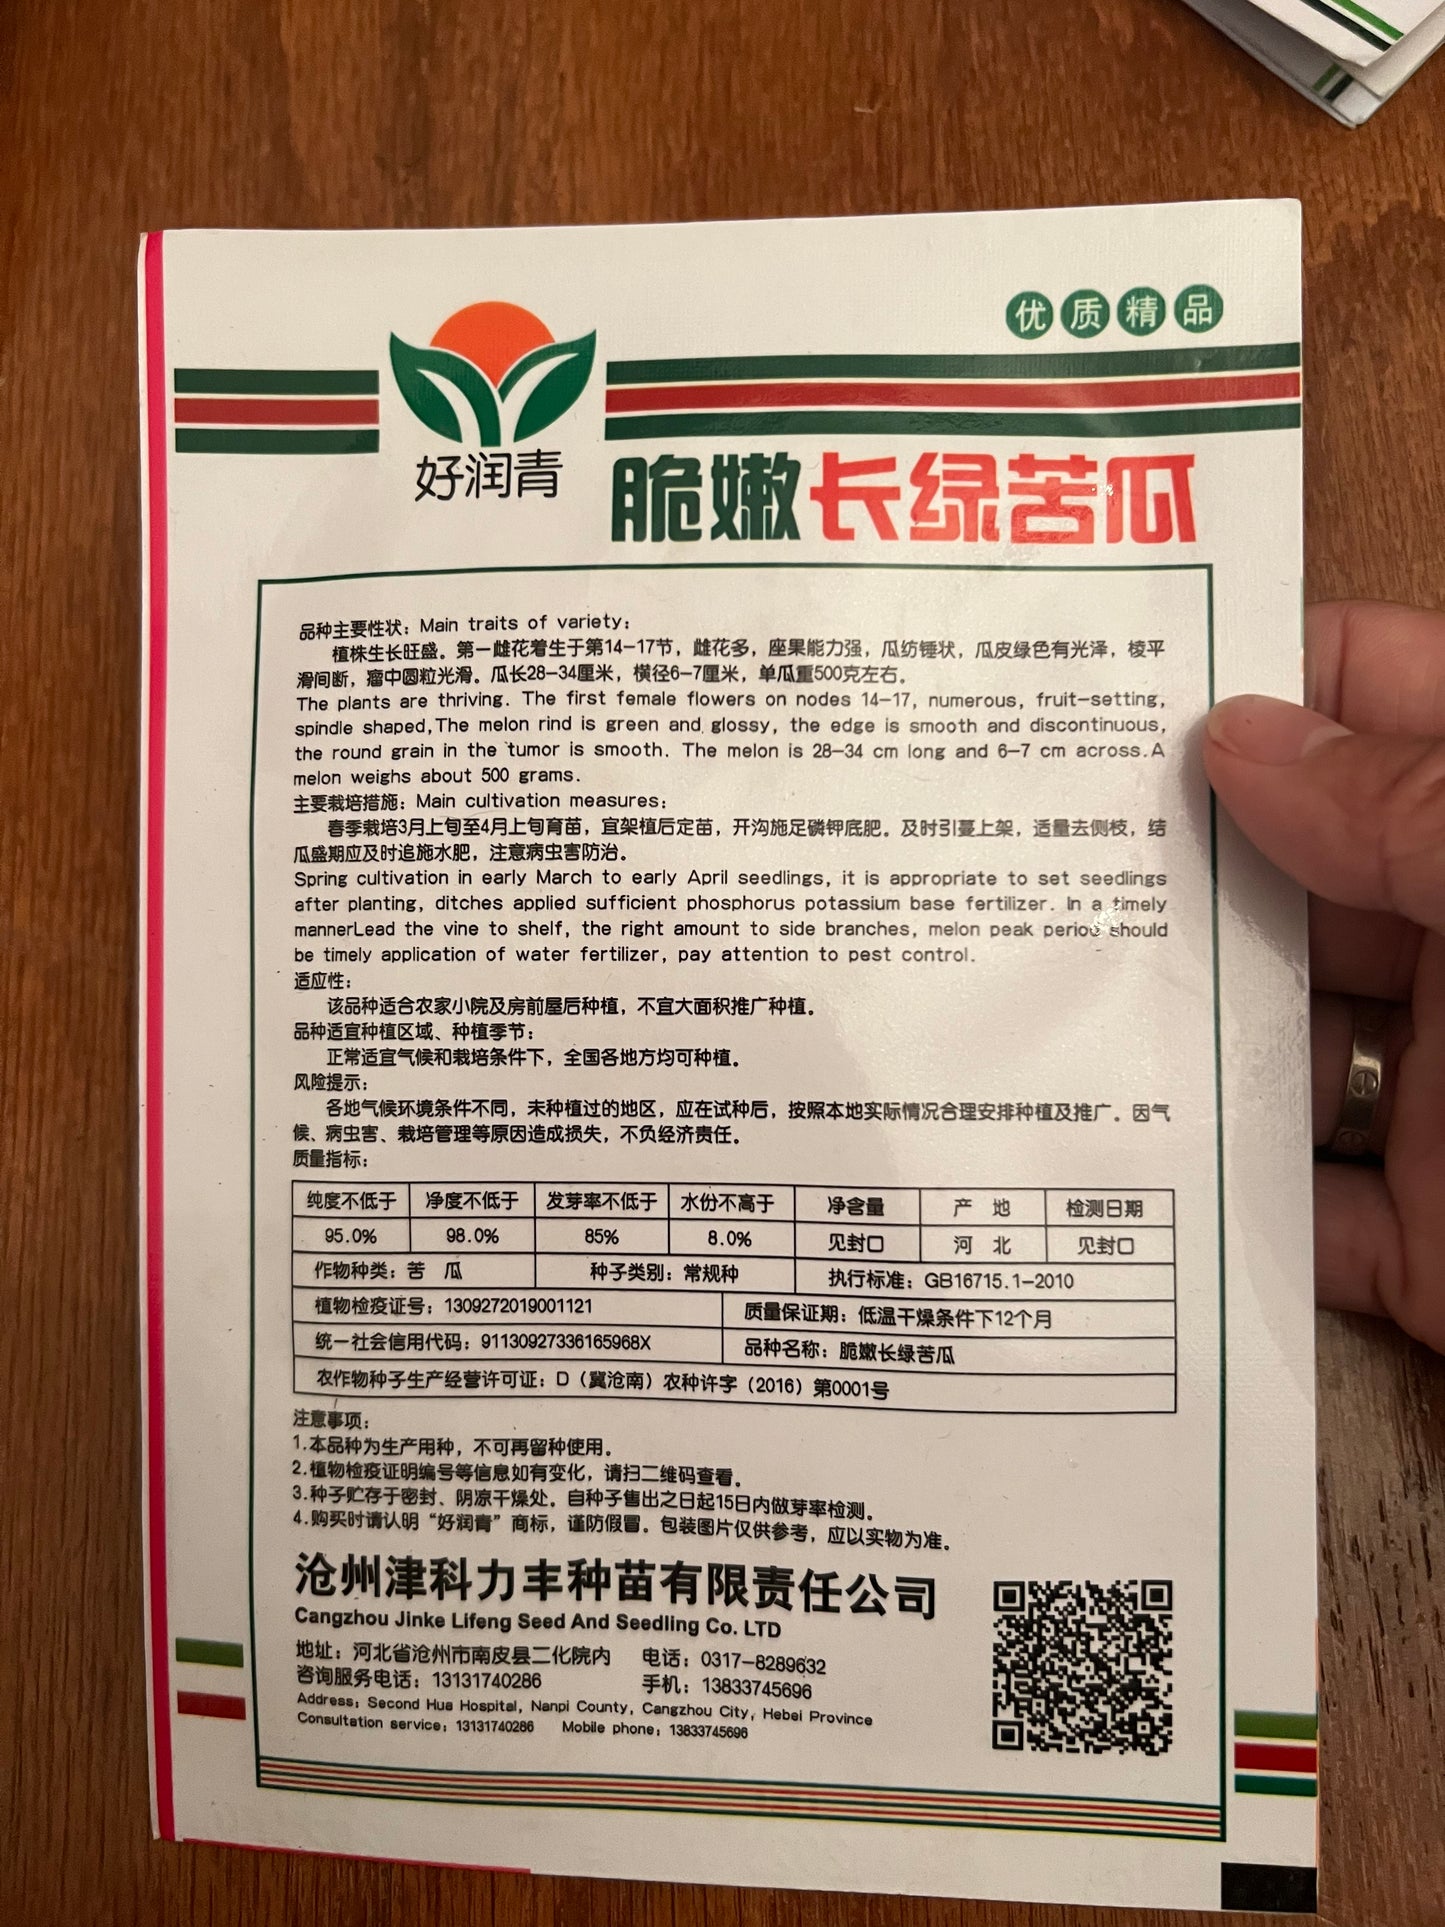 优质精品
好润青
脆嫩长绿苦瓜
品种主要性状：Main traits of variety:
植株生长旺盛。第一雌花着生于第14-17节，雌花多，座果能力强，瓜纺锤状，瓜皮绿色有光泽，棱平
滑间断，瘤中圆粒光滑。瓜长28-34厘米，横径6-7厘米，单瓜重500克左右。
The plants are thriving. The first female flowers on nodes 14-17, numerous, fruit-setting,
spindle shaped,The melon rind is green and glossy, the edge is smooth and discontinuous,
the round grain in the tumor is smooth. The melon is 28-34 cm long and 6-7 cm across.A
melon weighs about 500 grams.
主要栽培措施：Main cultivation measures:
春季栽培3月上旬至4月上旬育苗，宜架植后定苗，开沟施足磷钾底肥。及时引蔓上架，适量去侧枝，结
瓜盛期应及时追施水肥，注意病虫害防治。
Spring cultivation in early March to early April seedlings, it is appropriate to set seedlings
after planting, ditches applied sufficient phosphorus potassium base fertilizer. In a timely
mannerLead the vine to shelf, the right amount to side branches, melon peak period should
be timely application of water fertilizer, pay attention to pest control.
适应性：
该品种适合农家小院及房前屋后种植，不宜大面积推广种植。
品种适宜种植区域、种植季节：
正常适宜气候和栽培条件下，全国各地方均可种植。
风险提示：
各地气候环境条件不同，未种植过的地区，应在试种后，按照本地实际情况合理安排种植及推广。因气
候、病虫害、栽培管理等原因造成损失，不负经济责任。
质量指标：
纯度不低于 净度不低于 发芽率不低于 水份不高于 净含量 产 地 检测日期
95.0% 98.0% 85% 8.0% 见封口 河 北 见封口
作物种类：苦 瓜 种子类别：常规种 执行标准：GB16715.1-2010
植物检疫证号：1309272019001121 质量保证期：低温干燥条件下12个月
统一社会信用代码：91130927336165968X 品种名称：脆嫩长绿苦瓜
农作物种子生产经营许可证：D（冀沧南）农种许字（2016）第0001号
注意事项：
1.本品种为生产用种，不可再留种使用。
2.植物检疫证明编号等信息如有变化，请扫二维码查看。
3.种子贮存于密封、阴凉干燥处。自种子售出之日起15日内做芽率检测。
4.购买时请认明“好润青”商标，谨防假冒。包装图片仅供参考，应以实物为准。
沧州津科力丰种苗有限责任公司
Cangzhou Jinke Lifeng Seed And Seedling Co. LTD
地址：河北省沧州市南皮县二化院内 电话：0317-8289632
咨询服务电话：13131740286 手机：13833745696
Address: Second Hua Hospital, Nanpi County, Cangzhou City, Hebei Province
Consultation service: 13131740286 Mobile phone: 13833745696